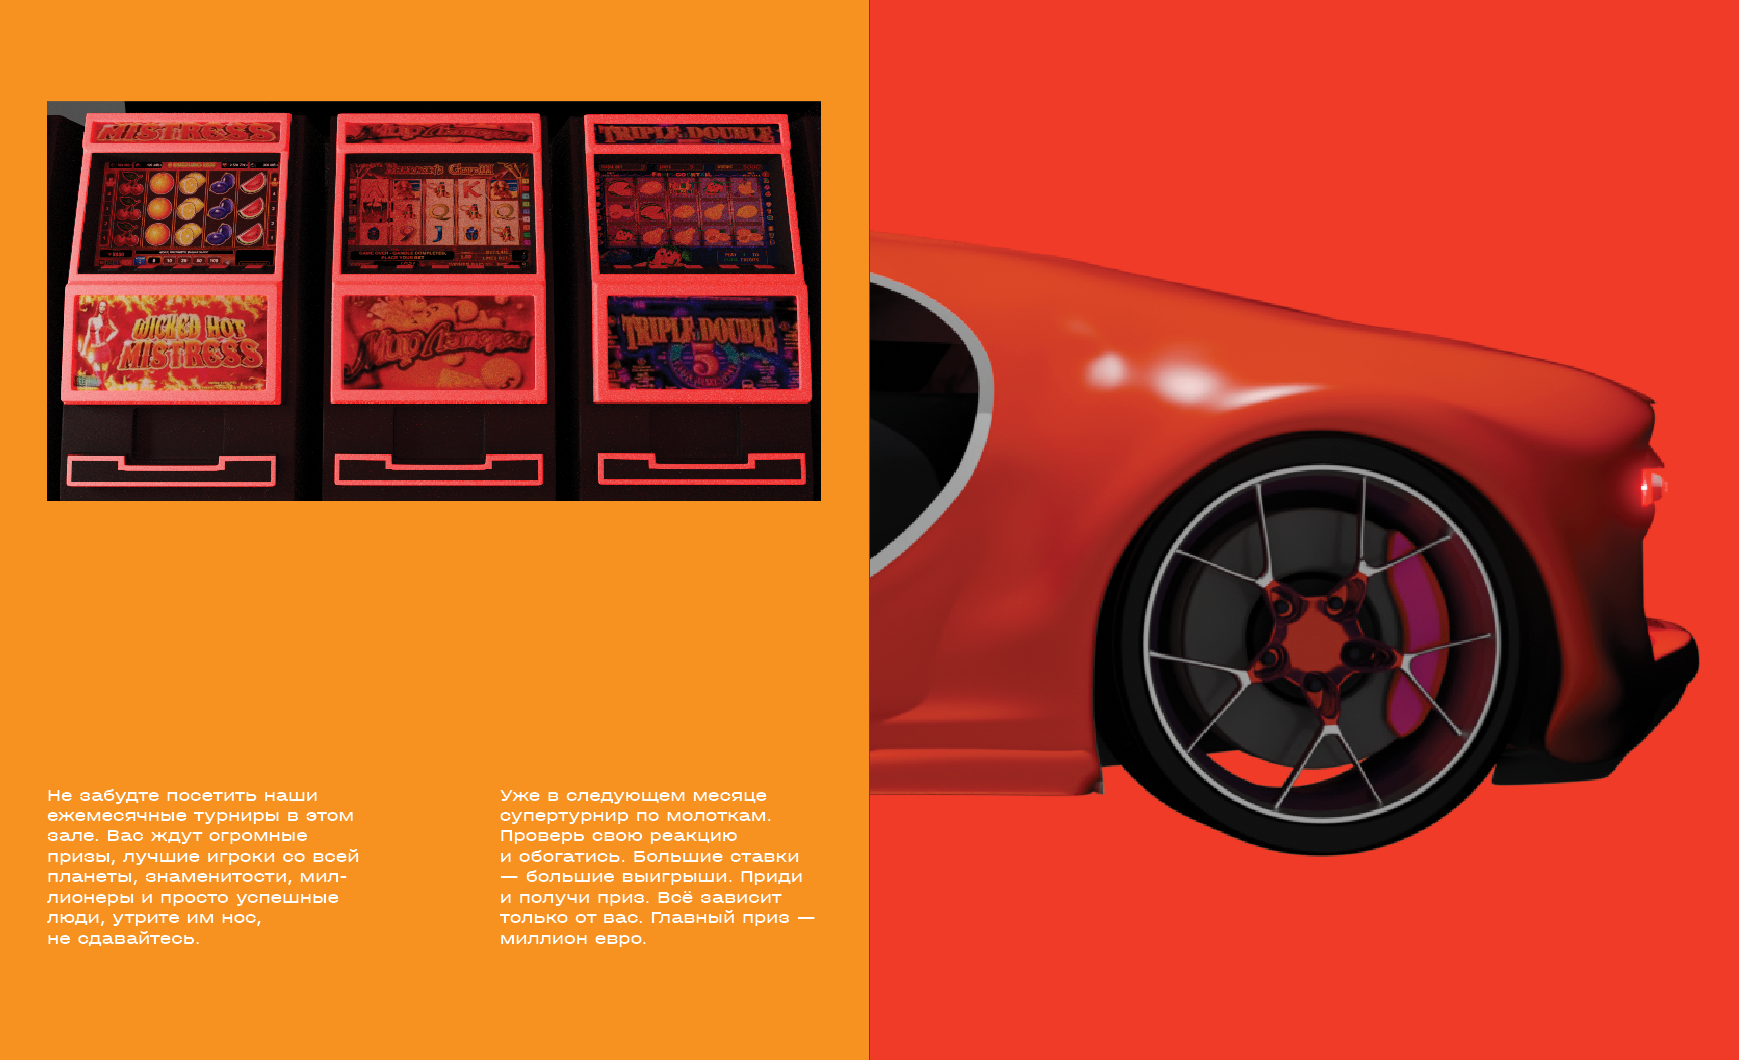 MISTRESS
TRIPLE DOUBLE
WICKED HOT
MISTRESS
TRIPLE DOUBLE
5
Не забудте посетить наши
ежемесячные турниры в этом
зале. Вас ждут огромные
призы, лучшие игроки со всей
планеты, знаменитости, мил-
лионеры и просто успешные
люди, утрите им нос,
не сдавайтесь.
Уже в следующем месяце
супертурнир по молоткам.
Проверь свою реакцию
и обогатись. Большие ставки
— большие выигрыши. Приди
и получи приз. Всё зависит
только от вас. Главный приз —
миллион евро.